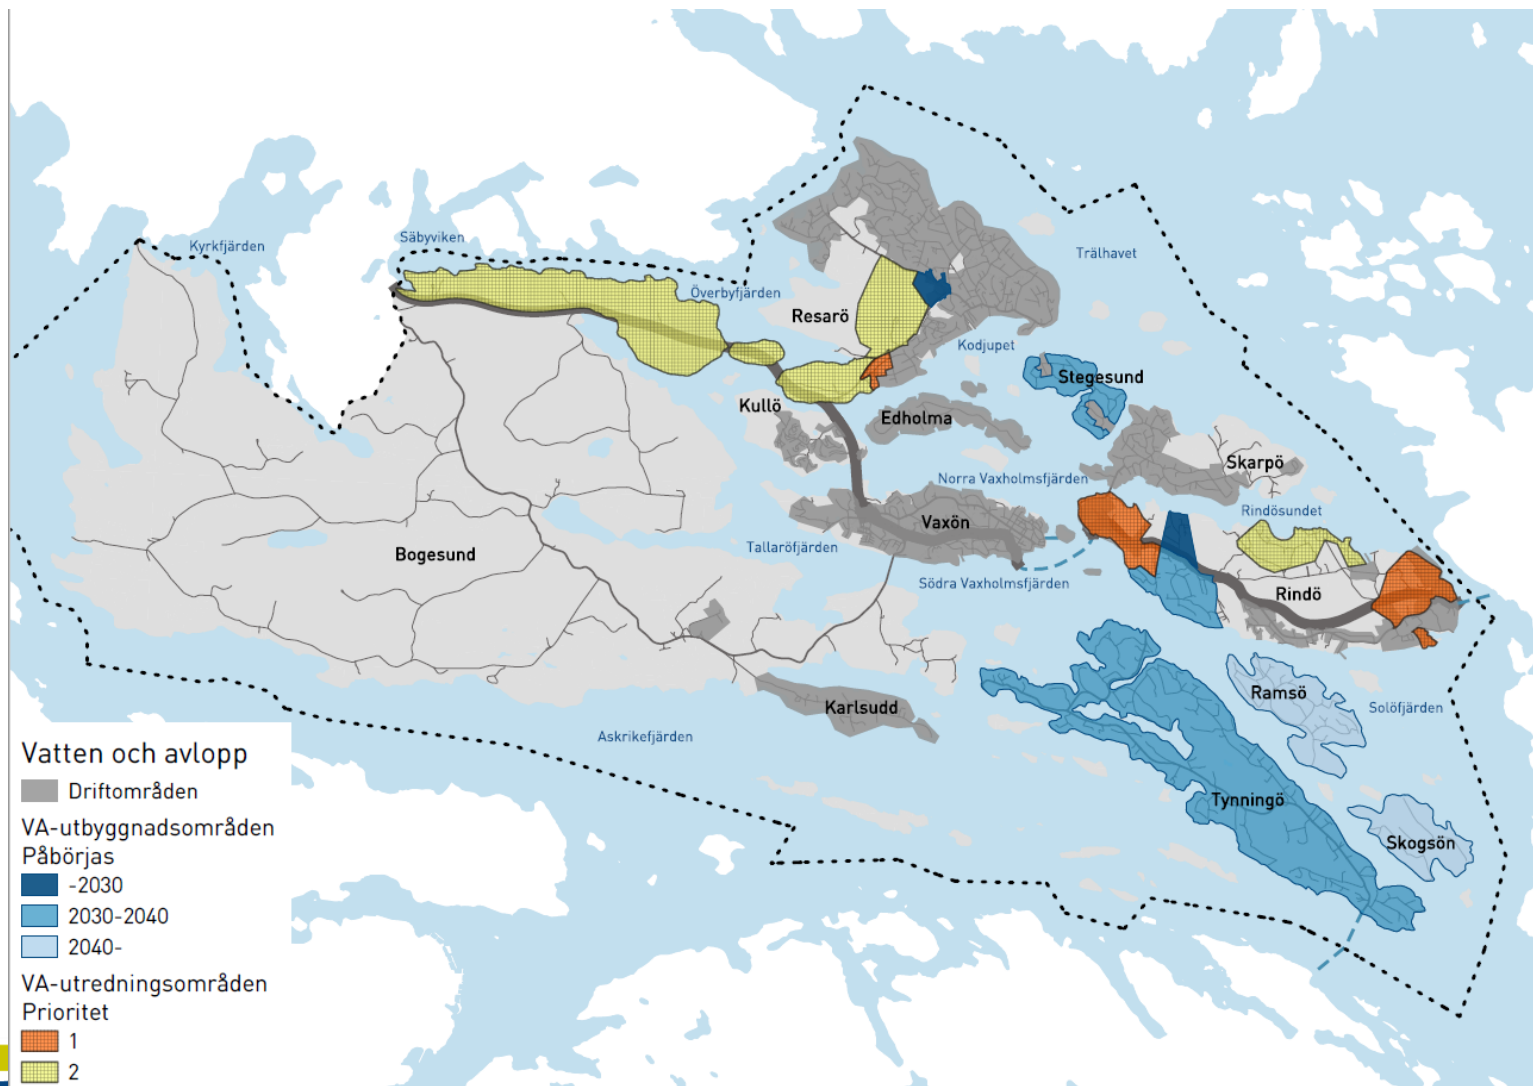 Kyrkfjärden
Säbyviken
Trälhavet
Överbyfjärden
Resarö
Kodjupet
Stegesund
Kullö
Edholma
Skarpö
Norra Vaxholmsfjärden
Rindösundet
Vaxön
Tallaröfjärden
Bogesund
Södra Vaxholmsfjärden
Rindö
Ramsö
Karlsudd
Solöfjärden
Askrikefjärden
Tynningö
Skogsön
Vatten och avlopp
Driftområden
VA-utbyggnadsområden
Påbörjas
-2030
2030-2040
2040-
VA-utredningsområden
Prioritet
1
2